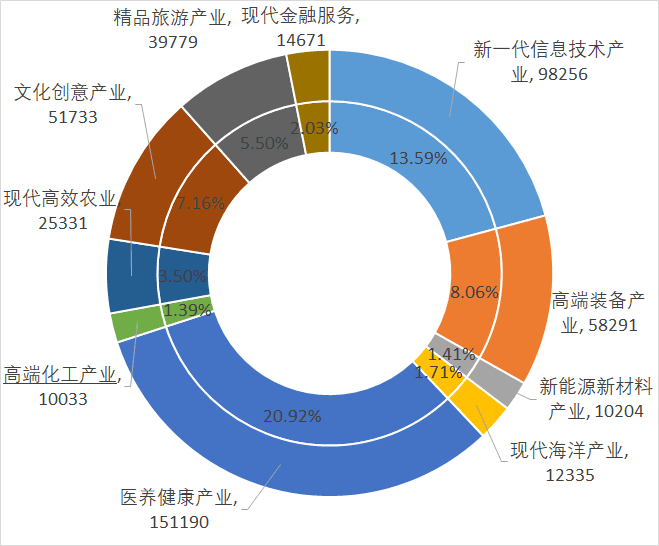 精品旅游产业,
39779
现代金融服务,
14671
新一代信息技术产
业, 98256
文化创意产业,
51733
现代高效农业
25331
高端化工产业,
10033
医养健康产业,
151190
现代海洋产业,
12335
新能源新材料
产业, 10204
高端装备产
业, 58291
13.59%
8.06%
1.41%
1.71%
20.92%
1.39%
3.50%
7.16%
5.50%
2.03%